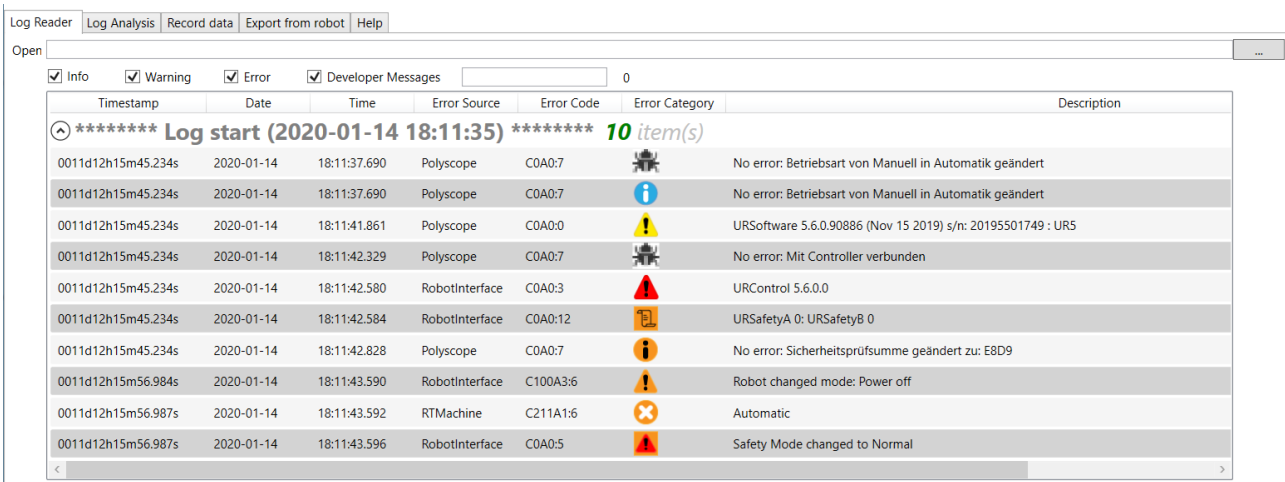 Log Reader Log Analysis Record data Export from robot Help
Open ...
Info Warning Error Developer Messages 0
Timestamp Date Time Error Source Error Code Error Category Description
******** Log start (2020-01-14 18:11:35) ******** 10 item(s)
0011d12h15m45.234s 2020-01-14 18:11:37.690 Polyscope C0A0:7 No error: Betriebsart von Manuell in Automatik geändert
0011d12h15m45.234s 2020-01-14 18:11:37.690 Polyscope C0A0:7 No error: Betriebsart von Manuell in Automatik geändert
0011d12h15m45.234s 2020-01-14 18:11:41.861 Polyscope C0A0:0 URSoftware 5.6.0.90886 (Nov 15 2019) s/n: 20195501749 : UR5
0011d12h15m45.234s 2020-01-14 18:11:42.329 Polyscope C0A0:7 No error: Mit Controller verbunden
0011d12h15m45.234s 2020-01-14 18:11:42.580 RobotInterface C0A0:3 URControl 5.6.0.0
0011d12h15m45.234s 2020-01-14 18:11:42.584 RobotInterface C0A0:12 URSafetyA 0: URSafetyB 0
0011d12h15m45.234s 2020-01-14 18:11:42.828 Polyscope C0A0:7 No error: Sicherheitsprüfsumme geändert zu: E8D9
0011d12h15m56.984s 2020-01-14 18:11:43.590 RobotInterface C100A3:6 Robot changed mode: Power off
0011d12h15m56.987s 2020-01-14 18:11:43.592 RTMachine C211A1:6 Automatic
0011d12h15m56.987s 2020-01-14 18:11:43.596 RobotInterface C0A0:5 Safety Mode changed to Normal